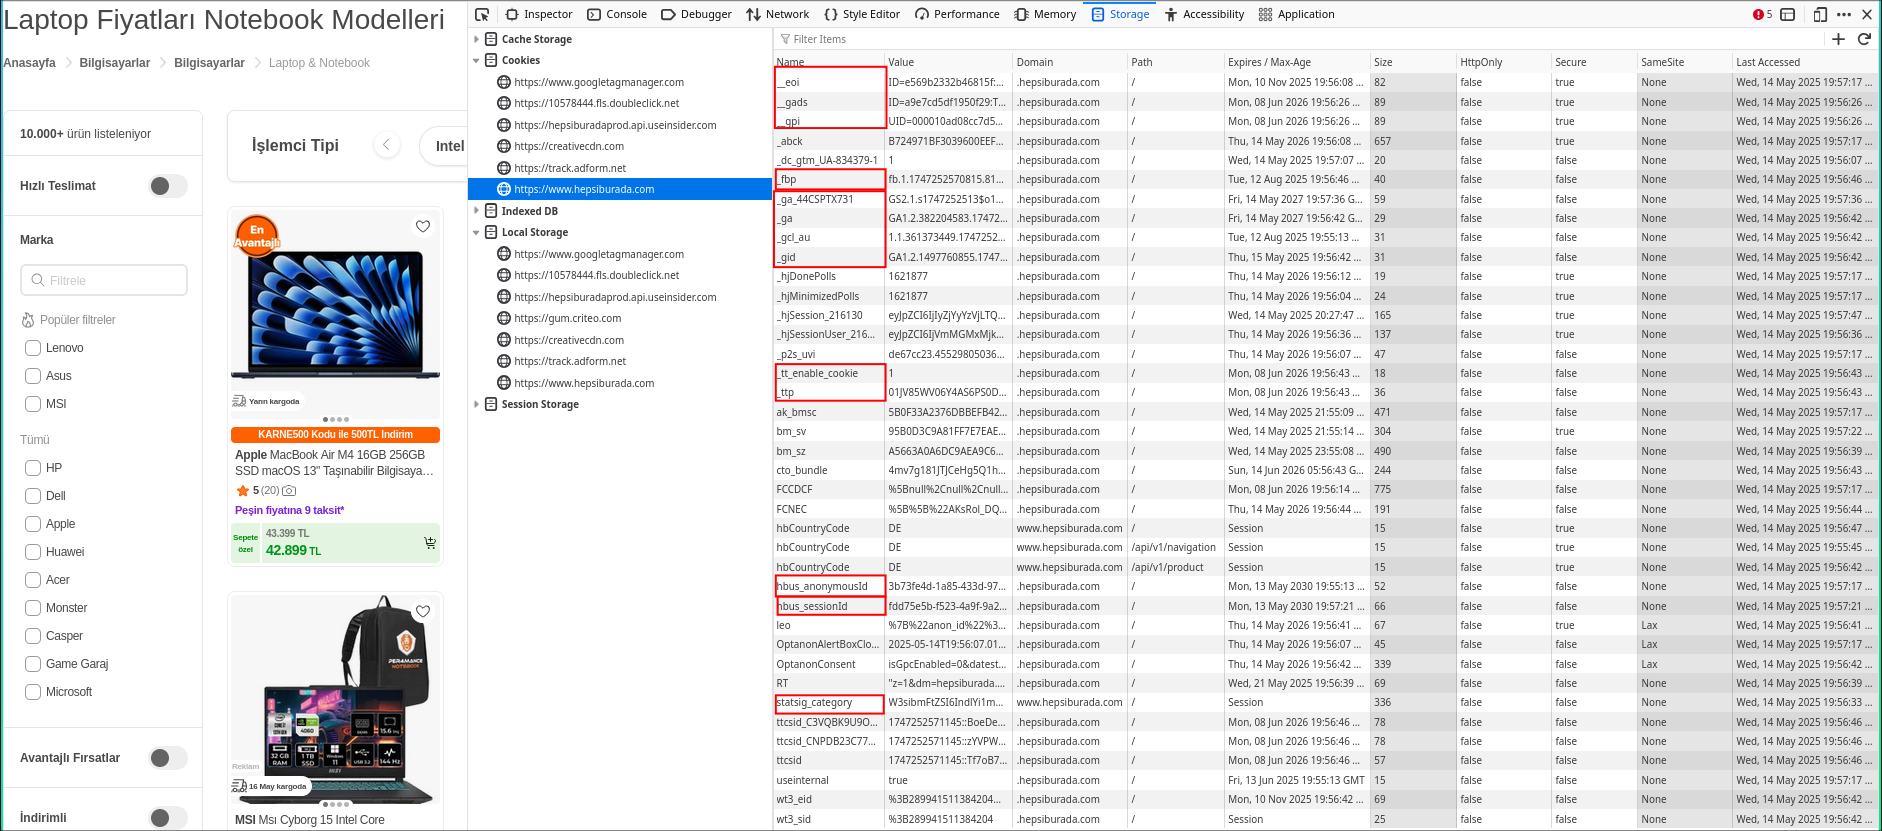 Laptop Fiyatları Notebook Modelleri
Anasayfa Bilgisayarlar Bilgisayarlar Laptop & Notebook
10.000+ ürün listeleniyor
Hızlı Teslimat
Marka
Filtrele
Popüler filtreler
Lenovo
Asus
MSI
Tümü
HP
Dell
Apple
Huawei
Acer
Monster
Casper
Game Garaj
Microsoft
Avantajlı Fırsatlar
İndirimli
İşlemci Tipi
Intel
En
Avantajlı
Yarın kargoda
KARNE500 Kodu ile 500TL İndirim
Apple MacBook Air M4 16GB 256GB
SSD macOS 13" Taşınabilir Bilgisaya…
5 (20)
Peşin fiyatına 9 taksit*
Sepete
özel
43.399 TL
42.899 TL
PER4MANCE
NOTEBOOK
4060
15.6
32 GB
RAM
1 TB
SSD
Windows
11
USB 3.2
144 Hz
Reklam
16 May kargoda
MSI Msı Cyborg 15 Intel Core
Inspector Console Debugger Network Style Editor Performance Memory Storage Accessibility Application 5
Cache Storage
Cookies
https://www.googletagmanager.com
https://10578444.fls.doubleclick.net
https://hepsiburadaprod.api.useinsider.com
https://creativecdn.com
https://track.adform.net
https://www.hepsiburada.com
Indexed DB
Local Storage
https://www.googletagmanager.com
https://10578444.fls.doubleclick.net
https://hepsiburadaprod.api.useinsider.com
https://gum.criteo.com
https://creativecdn.com
https://track.adform.net
https://www.hepsiburada.com
Session Storage
Filter Items
Name Value Domain Path Expires / Max-Age Size HttpOnly Secure SameSite Last Accessed
__eoi ID=e569b2332b46815f:… .hepsiburada.com / Mon, 10 Nov 2025 19:56:08 … 82 false true None Wed, 14 May 2025 19:57:17 …
__gads ID=a9e7cd5df1950f29:T… .hepsiburada.com / Mon, 08 Jun 2026 19:56:26 … 89 false true None Wed, 14 May 2025 19:56:26 …
__gpi UID=000010ad08cc7d5… .hepsiburada.com / Mon, 08 Jun 2026 19:56:26 … 89 false true None Wed, 14 May 2025 19:56:26 …
_abck B724971BF3039600EEF… .hepsiburada.com / Thu, 14 May 2026 19:56:08 … 657 false true None Wed, 14 May 2025 19:57:17 …
_dc_gtm_UA-834379-1 1 .hepsiburada.com / Wed, 14 May 2025 19:57:07 … 20 false false None Wed, 14 May 2025 19:56:07 …
_fbp fb.1.1747252570815.81… .hepsiburada.com / Tue, 12 Aug 2025 19:56:46 … 40 false false None Wed, 14 May 2025 19:56:46 …
_ga_44CSPTX731 GS2.1.s1747252513$o1… .hepsiburada.com / Fri, 14 May 2027 19:57:36 G… 59 false false None Wed, 14 May 2025 19:57:36 …
_ga GA1.2.382204583.17472… .hepsiburada.com / Fri, 14 May 2027 19:56:42 G… 29 false false None Wed, 14 May 2025 19:56:42 …
_gcl_au 1.1.361373449.1747252… .hepsiburada.com / Tue, 12 Aug 2025 19:55:13 … 31 false false None Wed, 14 May 2025 19:56:42 …
_gid GA1.2.1497760855.1747… .hepsiburada.com / Thu, 15 May 2025 19:56:42 … 31 false false None Wed, 14 May 2025 19:56:42 …
_hjDonePolls 1621877 .hepsiburada.com / Thu, 14 May 2026 19:56:12 … 19 false true None Wed, 14 May 2025 19:57:17 …
_hjMinimizedPolls 1621877 .hepsiburada.com / Thu, 14 May 2026 19:56:04 … 24 false true None Wed, 14 May 2025 19:57:17 …
_hjSession_216130 eyJpZCI6IjIyZjYyYzVjLTQ… .hepsiburada.com / Wed, 14 May 2025 20:27:47 … 165 false true None Wed, 14 May 2025 19:57:47 …
_hjSessionUser_216… eyJpZCI6IjVmMGMxMjk… .hepsiburada.com / Thu, 14 May 2026 19:56:36 … 137 false true None Wed, 14 May 2025 19:56:36 …
_p2s_uvi de67cc23.45529805036… .hepsiburada.com / Thu, 14 May 2026 19:56:07 … 47 false false None Wed, 14 May 2025 19:57:17 …
_tt_enable_cookie 1 .hepsiburada.com / Mon, 08 Jun 2026 19:56:43 … 18 false false None Wed, 14 May 2025 19:56:43 …
_ttp 01JV85WV06Y4AS6PS0D… .hepsiburada.com / Mon, 08 Jun 2026 19:56:43 … 36 false false None Wed, 14 May 2025 19:56:43 …
ak_bmsc 5B0F33A2376DBBEFB42… .hepsiburada.com / Wed, 14 May 2025 21:55:09 … 471 false false None Wed, 14 May 2025 19:57:17 …
bm_sv 95B0D3C9A81FF7E7EAE… .hepsiburada.com / Wed, 14 May 2025 21:55:14 … 304 false true None Wed, 14 May 2025 19:57:22 …
bm_sz A5663A0A6DC9AEA9C6… .hepsiburada.com / Wed, 14 May 2025 23:55:08 … 490 false false None Wed, 14 May 2025 19:56:39 …
cto_bundle 4mv7g181JTJCeHg5Q1h… .hepsiburada.com / Sun, 14 Jun 2026 05:56:43 G… 244 false false None Wed, 14 May 2025 19:56:43 …
FCCDCF %5Bnull%2Cnull%2Cnull… .hepsiburada.com / Mon, 08 Jun 2026 19:56:14 … 775 false false None Wed, 14 May 2025 19:57:17 …
FCNEC %5B%5B%22AKsRol_DQ… .hepsiburada.com / Thu, 14 May 2026 19:56:44 … 191 false false None Wed, 14 May 2025 19:56:44 …
hbCountryCode DE www.hepsiburada.com / Session 15 false true None Wed, 14 May 2025 19:56:47 …
hbCountryCode DE www.hepsiburada.com /api/v1/navigation Session 15 false true None Wed, 14 May 2025 19:55:45 …
hbCountryCode DE www.hepsiburada.com /api/v1/product Session 15 false true None Wed, 14 May 2025 19:56:42 …
hbus_anonymousId 3b73fe4d-1a85-433d-97… .hepsiburada.com / Mon, 13 May 2030 19:55:13 … 52 false false None Wed, 14 May 2025 19:57:17 …
hbus_sessionId fdd75e5b-f523-4a9f-9a2… .hepsiburada.com / Mon, 13 May 2030 19:57:21 … 66 false false None Wed, 14 May 2025 19:57:21 …
leo %7B%22anon_id%22%3… .hepsiburada.com / Thu, 14 May 2026 19:56:41 … 67 false true Lax Wed, 14 May 2025 19:56:41 …
OptanonAlertBoxClo… 2025-05-14T19:56:07.01… .hepsiburada.com / Thu, 14 May 2026 19:56:07 … 45 false false Lax Wed, 14 May 2025 19:57:17 …
OptanonConsent isGpcEnabled=0&datest… .hepsiburada.com / Thu, 14 May 2026 19:56:42 … 339 false false Lax Wed, 14 May 2025 19:56:42 …
RT "z=1&dm=hepsiburada.… .hepsiburada.com / Wed, 21 May 2025 19:56:39 … 69 false false None Wed, 14 May 2025 19:56:39 …
statsig_category W3sibmFtZSI6IndlYi1m… www.hepsiburada.com / Session 336 false false None Wed, 14 May 2025 19:56:33 …
ttcsid_C3VQBK9U9O… 1747252571145::BoeDe… .hepsiburada.com / Mon, 08 Jun 2026 19:56:46 … 78 false false None Wed, 14 May 2025 19:56:46 …
ttcsid_CNPDB23C77… 1747252571145::zYVPW… .hepsiburada.com / Mon, 08 Jun 2026 19:56:46 … 78 false false None Wed, 14 May 2025 19:56:46 …
ttcsid 1747252571145::Tf7oB7… .hepsiburada.com / Mon, 08 Jun 2026 19:56:46 … 57 false false None Wed, 14 May 2025 19:56:46 …
useinternal true .hepsiburada.com / Fri, 13 Jun 2025 19:55:13 GMT 15 false false None Wed, 14 May 2025 19:57:17 …
wt3_eid %3B289941511384204… .hepsiburada.com / Mon, 10 Nov 2025 19:56:42 … 69 false false None Wed, 14 May 2025 19:56:42 …
wt3_sid %3B289941511384204 .hepsiburada.com / Session 25 false false None Wed, 14 May 2025 19:56:42 …